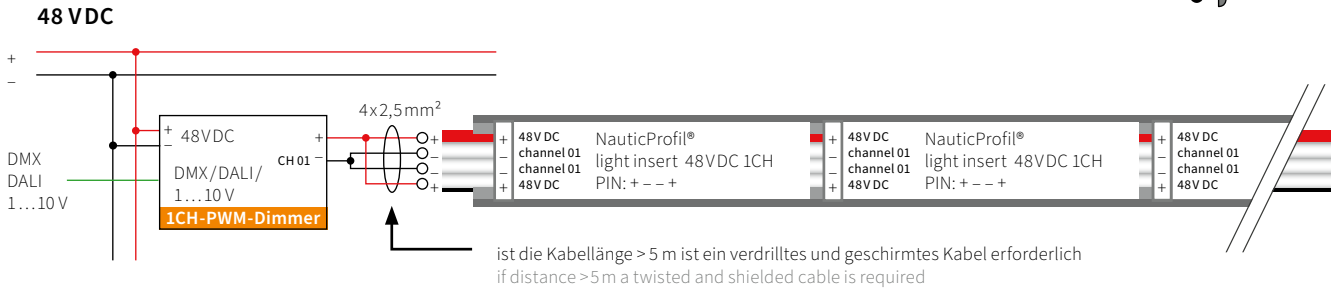 48 V DC
+
–
4x2,5mm²
+ 48VDC +
–
CH 01 –
DMX
DALI
1…10 V
DMX/DALI/
1…10 V
1CH-PWM-Dimmer
+
–
–
+
+ 48V DC
– channel 01
– channel 01
+ 48V DC
NauticProfil®
light insert 48VDC 1CH
PIN: + – – +
+ 48V DC
– channel 01
– channel 01
+ 48V DC
NauticProfil®
light insert 48VDC 1CH
PIN: + – – +
+ 48V DC
– channel 01
– channel 01
+ 48V DC
ist die Kabellänge > 5 m ist ein verdrilltes und geschirmtes Kabel erforderlich
if distance >5m a twisted and shielded cable is required